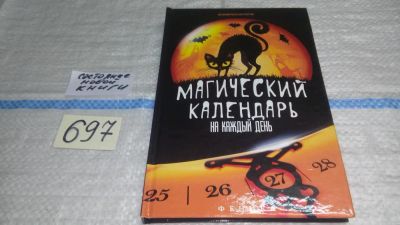 состояние
новой
книги
697
МАГИЧЕСКИЙ
КАЛЕНДАРЬ
НА КАЖДЫЙ ДЕНЬ
25 | 26 27 28